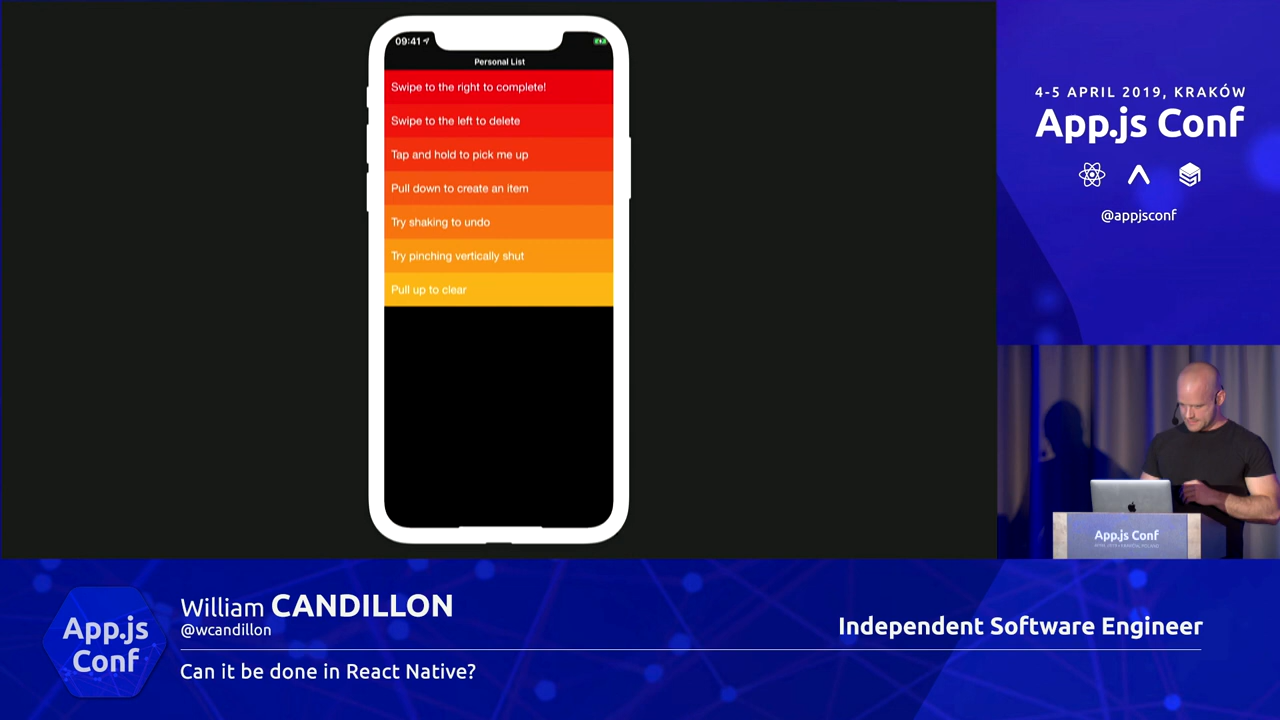 09:41
Personal List
Swipe to the right to complete!
Swipe to the left to delete
Tap and hold to pick me up
Pull down to create an item
Try shaking to undo
Try pinching vertically shut
Pull up to clear
4-5 APRIL 2019, KRAKÓW
App.js Conf
@appjsconf
App.js Conf
App.js
Conf
William CANDILLON
@wcandillon
Can it be done in React Native?
Independent Software Engineer